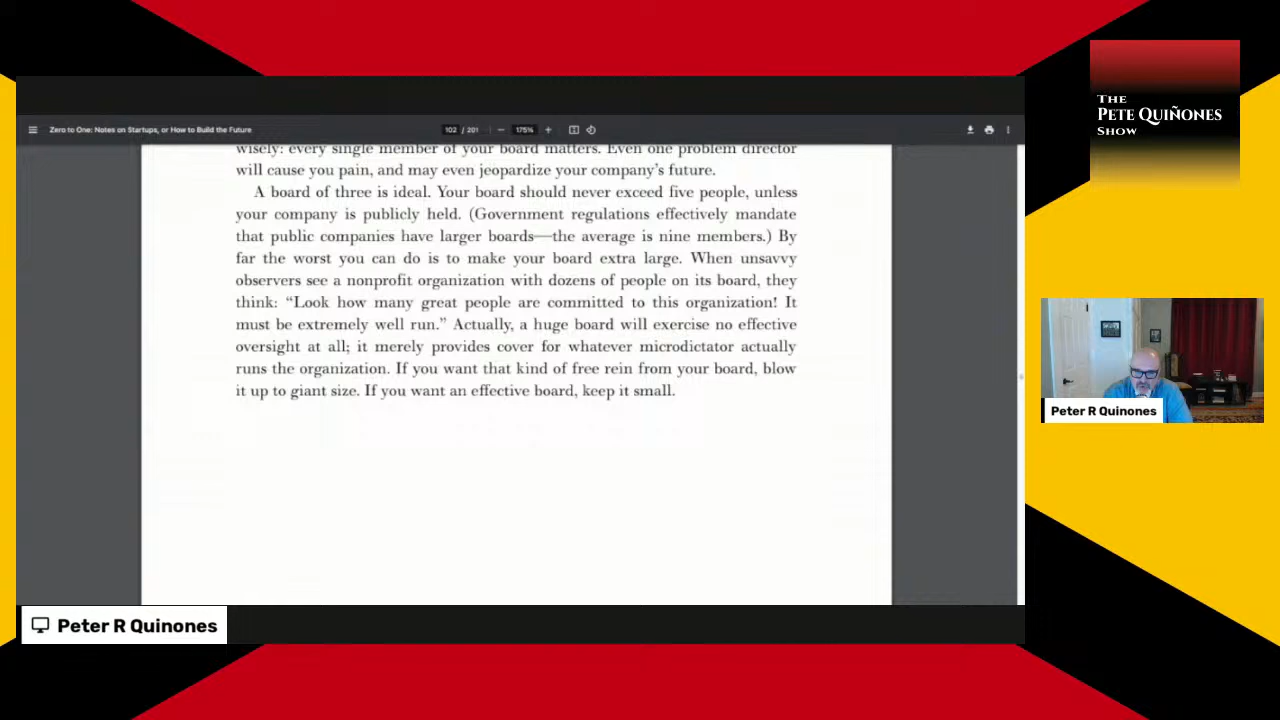 THE
PETE QUIÑONES
SHOW
Zero to One: Notes on Startups, or How to Build the Future
102 / 201
175%
wisely: every single member of your board matters. Even one problem director
will cause you pain, and may even jeopardize your company's future.
A board of three is ideal. Your board should never exceed five people, unless
your company is publicly held. (Government regulations effectively mandate
that public companies have larger boards—the average is nine members.) By
far the worst you can do is to make your board extra large. When unsavvy
observers see a nonprofit organization with dozens of people on its board, they
think: “Look how many great people are committed to this organization! It
must be extremely well run.” Actually, a huge board will exercise no effective
oversight at all; it merely provides cover for whatever microdictator actually
runs the organization. If you want that kind of free rein from your board, blow
it up to giant size. If you want an effective board, keep it small.
Peter R Quinones
Peter R Quinones